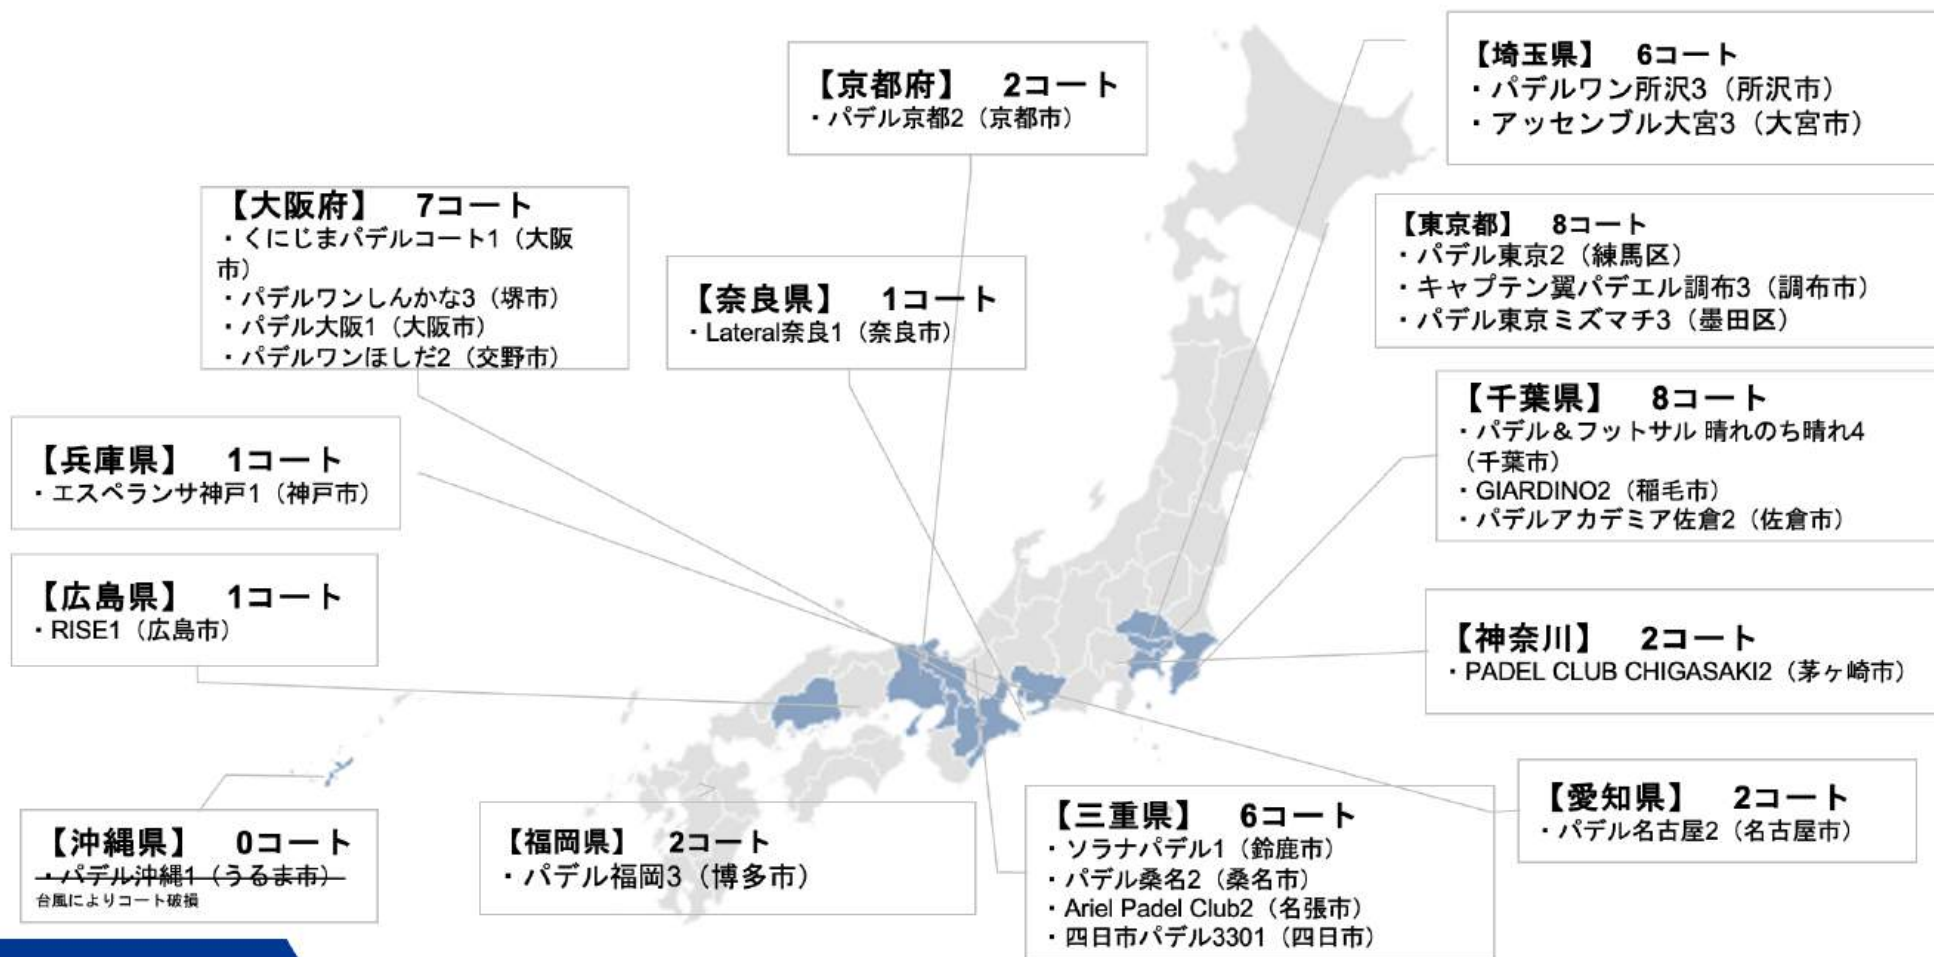 【京都府】 2コート
・パデル京都2（京都市）
【埼玉県】 6コート
・パデルワン所沢3（所沢市）
・アッセンブル大宮3（大宮市）
【大阪府】 7コート
・くにじまパデルコート1（大阪
市）
・パデルワンしんかな3（堺市）
・パデル大阪1（大阪市）
・パデルワンほしだ2（交野市）
【奈良県】 1コート
・Lateral奈良1（奈良市）
【東京都】 8コート
・パデル東京2（練馬区）
・キャプテン翼パデエル調布3（調布市）
・パデル東京ミズマチ3（墨田区）
【千葉県】 8コート
・パデル＆フットサル 晴れのち晴れ4
（千葉市）
・GIARDINO2（稲毛市）
・パデルアカデミア佐倉2（佐倉市）
【兵庫県】 1コート
・エスペランサ神戸1（神戸市）
【広島県】 1コート
・RISE1（広島市）
【神奈川】 2コート
・PADEL CLUB CHIGASAKI2（茅ヶ崎市）
【沖縄県】 0コート
・パデル沖縄1（うるま市）
台風によりコート破損
【福岡県】 2コート
・パデル福岡3（博多市）
【三重県】 6コート
・ソラナパデル1（鈴鹿市）
・パデル桑名2（桑名市）
・Ariel Padel Club2（名張市）
・四日市パデル3301（四日市）
【愛知県】 2コート
・パデル名古屋2（名古屋市）